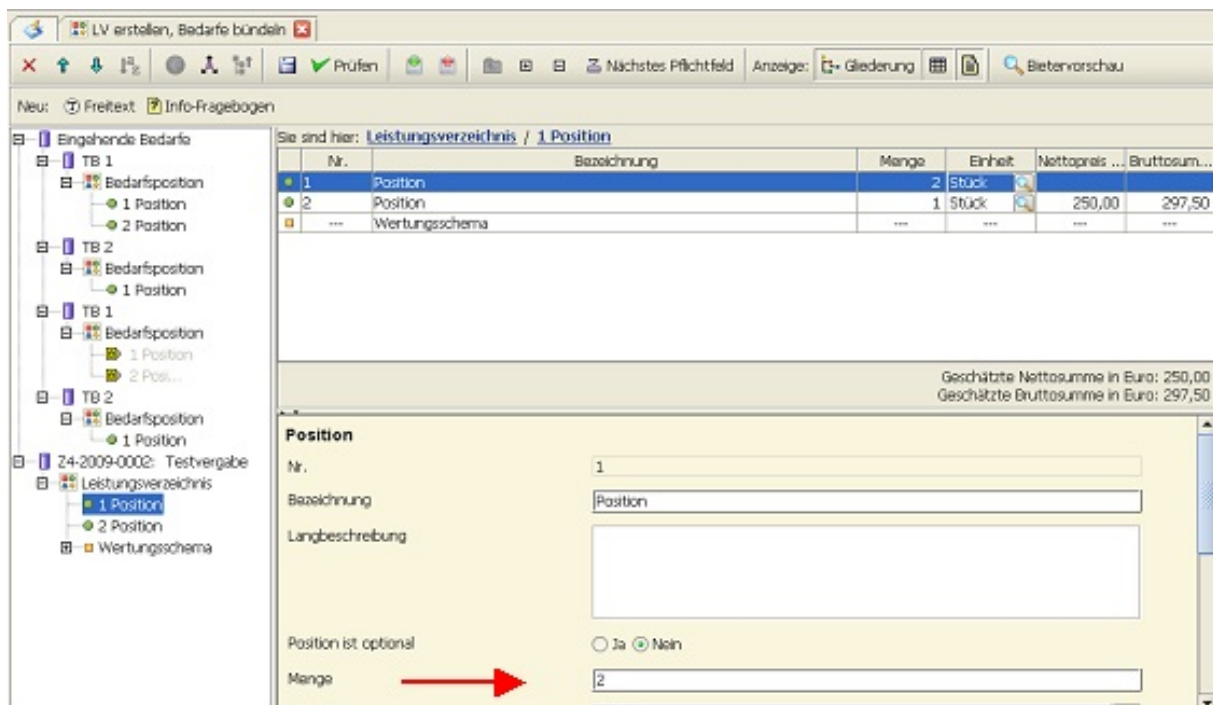 LV erstellen, Bedarfe bündeln
Prüfen Nächstes Pflichtfeld Anzeige: Gliederung Bietervorschau
Neu: Freitext Info-Fragebogen
Eingehende Bedarfe
TB 1
Bedarfsposition
1 Position
2 Position
TB 2
Bedarfsposition
1 Position
TB 1
Bedarfsposition
1 Position
2 Posi...
TB 2
Bedarfsposition
1 Position
Z4-2009-0002: Testvergabe
Leistungsverzeichnis
1 Position
2 Position
Wertungsschema
Sie sind hier: Leistungsverzeichnis / 1 Position
Nr. Bezeichnung Menge Einheit Nettopreis ... Bruttosum...
1 Position 2 Stück
2 Position 1 Stück 250,00 297,50
--- Wertungsschema --- --- --- ---
Geschätzte Nettosumme in Euro: 250,00
Geschätzte Bruttosumme in Euro: 297,50
Position
Nr. 1
Bezeichnung Position
Langbeschreibung
Position ist optional Ja Nein
Menge 2